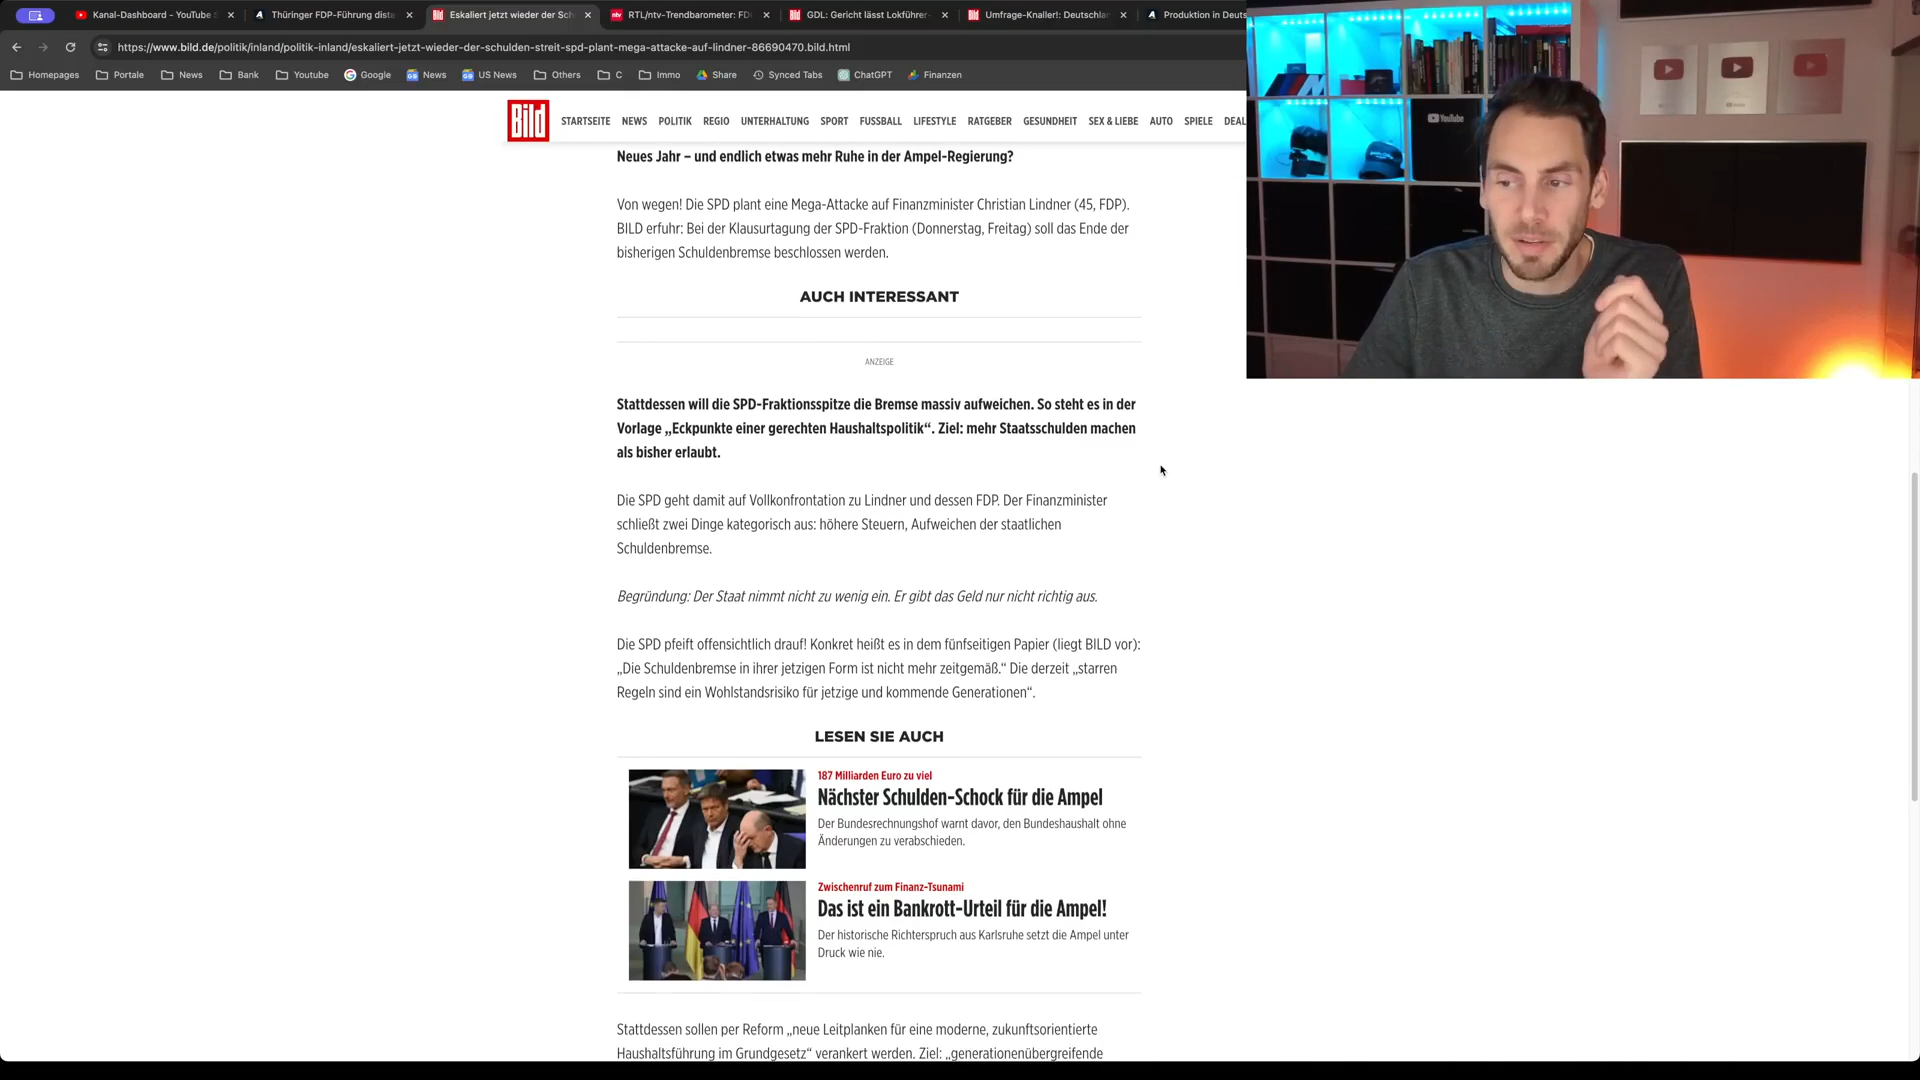 Kanal-Dashboard - YouTube S
Thüringer FDP-Führung dista
Eskaliert jetzt wieder der Sch
RTL/ntv-Trendbarometer: FD
GDL: Gericht lässt Lokführer-
Umfrage-Knaller!: Deutschlan
Produktion in Deuts
https://www.bild.de/politik/inland/politik-inland/eskaliert-jetzt-wieder-der-schulden-streit-spd-plant-mega-attacke-auf-lindner-86690470.bild.html
Homepages Portale News Bank Youtube Google News US News Others C Immo Share Synced Tabs ChatGPT Finanzen
YouTube
Bild STARTSEITE NEWS POLITIK REGIO UNTERHALTUNG SPORT FUSSBALL LIFESTYLE RATGEBER GESUNDHEIT SEX & LIEBE AUTO SPIELE DEAL
Neues Jahr – und endlich etwas mehr Ruhe in der Ampel-Regierung?
Von wegen! Die SPD plant eine Mega-Attacke auf Finanzminister Christian Lindner (45, FDP).
BILD erfuhr: Bei der Klausurtagung der SPD-Fraktion (Donnerstag, Freitag) soll das Ende der
bisherigen Schuldenbremse beschlossen werden.
AUCH INTERESSANT
ANZEIGE
Stattdessen will die SPD-Fraktionsspitze die Bremse massiv aufweichen. So steht es in der
Vorlage „Eckpunkte einer gerechten Haushaltspolitik“. Ziel: mehr Staatsschulden machen
als bisher erlaubt.
Die SPD geht damit auf Vollkonfrontation zu Lindner und dessen FDP. Der Finanzminister
schließt zwei Dinge kategorisch aus: höhere Steuern, Aufweichen der staatlichen
Schuldenbremse.
Begründung: Der Staat nimmt nicht zu wenig ein. Er gibt das Geld nur nicht richtig aus.
Die SPD pfeift offensichtlich drauf! Konkret heißt es in dem fünfseitigen Papier (liegt BILD vor):
„Die Schuldenbremse in ihrer jetzigen Form ist nicht mehr zeitgemäß.“ Die derzeit „starren
Regeln sind ein Wohlstandsrisiko für jetzige und kommende Generationen“.
LESEN SIE AUCH
187 Milliarden Euro zu viel
Nächster Schulden-Schock für die Ampel
Der Bundesrechnungshof warnt davor, den Bundeshaushalt ohne
Änderungen zu verabschieden.
Zwischenruf zum Finanz-Tsunami
Das ist ein Bankrott-Urteil für die Ampel!
Der historische Richterspruch aus Karlsruhe setzt die Ampel unter
Druck wie nie.
Stattdessen sollen per Reform „neue Leitplanken für eine moderne, zukunftsorientierte
Haushaltsführung im Grundgesetz“ verankert werden. Ziel: „generationenübergreifende